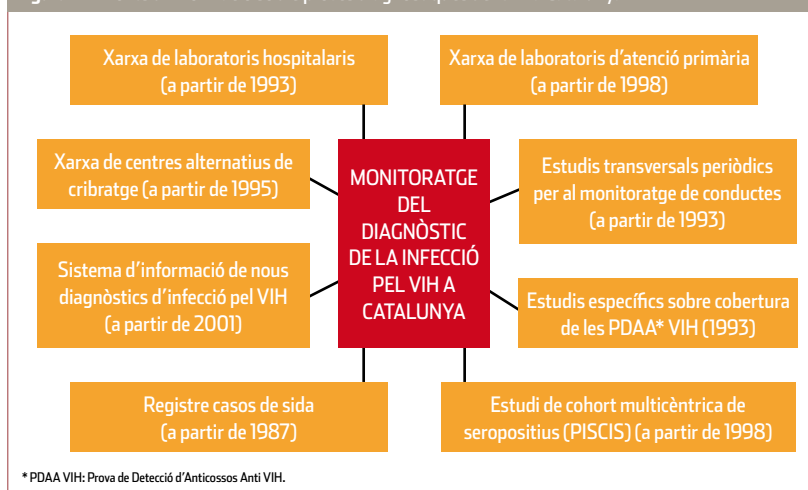 Xarxa de laboratoris hospitalaris
(a partir de 1993)
Xarxa de laboratoris d'atenció primària
(a partir de 1998)
Xarxa de centres alternatius de
cribratge (a partir de 1995)
MONITORATGE
DEL
DIAGNÒSTIC
DE LA INFECCIÓ
PEL VIH A
CATALUNYA
Estudis transversals periòdics
per al monitoratge de conductes
(a partir de 1993)
Sistema d'informació de nous
diagnòstics d'infecció pel VIH
(a partir de 2001)
Estudis específics sobre cobertura
de les PDAA* VIH (1993)
Registre casos de sida
(a partir de 1987)
Estudi de cohort multicèntrica de
seropositius (PISCIS) (a partir de 1998)
* PDAA VIH: Prova de Detecció d'Anticossos Anti VIH.